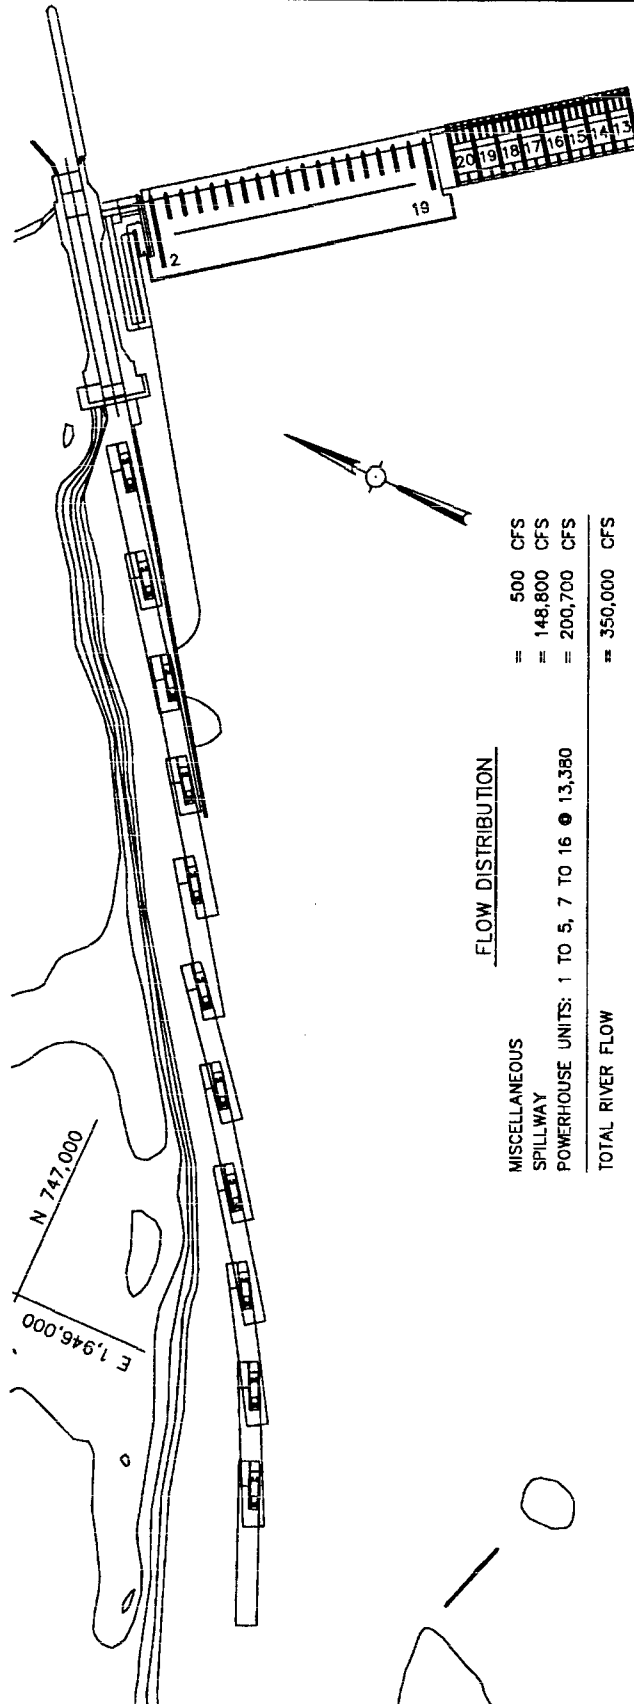 20 19 18 17 16 15 14 13
19
2
FLOW DISTRIBUTION
MISCELLANEOUS = 500 CFS
SPILLWAY = 148,800 CFS
POWERHOUSE UNITS: 1 TO 5, 7 TO 16 @ 13,380 = 200,700 CFS
TOTAL RIVER FLOW = 350,000 CFS
N 747,000
E 1,946,000